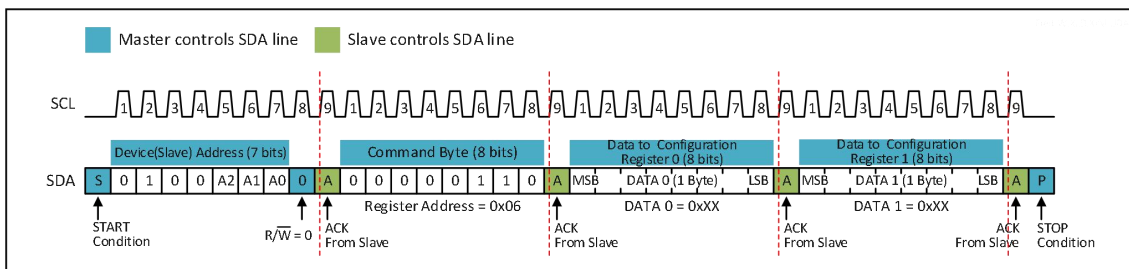 Master controls SDA line Slave controls SDA line
SCL 1 2 3 4 5 6 7 8 9 1 2 3 4 5 6 7 8 9 1 2 3 4 5 6 7 8 9 1 2 3 4 5 6 7 8 9
Device(Slave) Address (7 bits) Command Byte (8 bits) Data to Configuration Register 0 (8 bits) Data to Configuration Register 1 (8 bits)
SDA S 0 1 0 0 A2 A1 A0 0 A 0 0 0 0 0 1 1 0 A MSB DATA 0 (1 Byte) LSB A MSB DATA 1 (1 Byte) LSB A P
Register Address = 0x06 DATA 0 = 0xXX DATA 1 = 0xXX
START Condition
R/W̅ = 0
ACK From Slave
ACK From Slave
ACK From Slave
ACK From Slave
STOP Condition